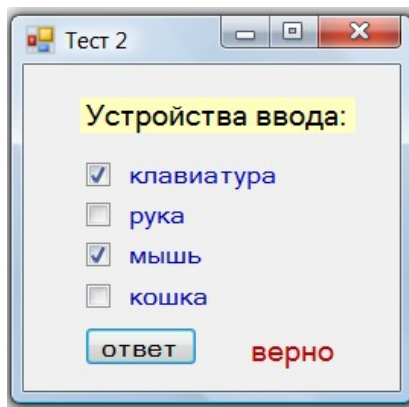 Тест 2
Устройства ввода:
клавиатура
рука
мышь
кошка
ответ верно